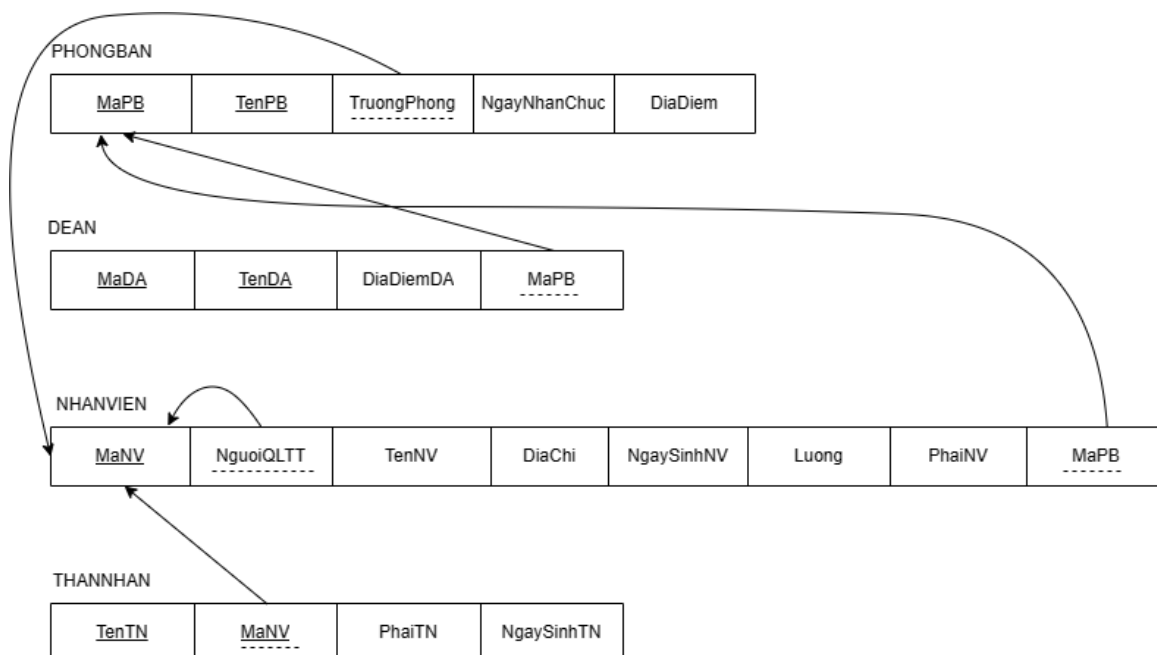 PHONGBAN
MaPB TenPB TruongPhong NgayNhanChuc DiaDiem
DEAN
MaDA TenDA DiaDiemDA MaPB
NHANVIEN
MaNV NguoiQLTT TenNV DiaChi NgaySinhNV Luong PhaiNV MaPB
THANNHAN
TenTN MaNV PhaiTN NgaySinhTN